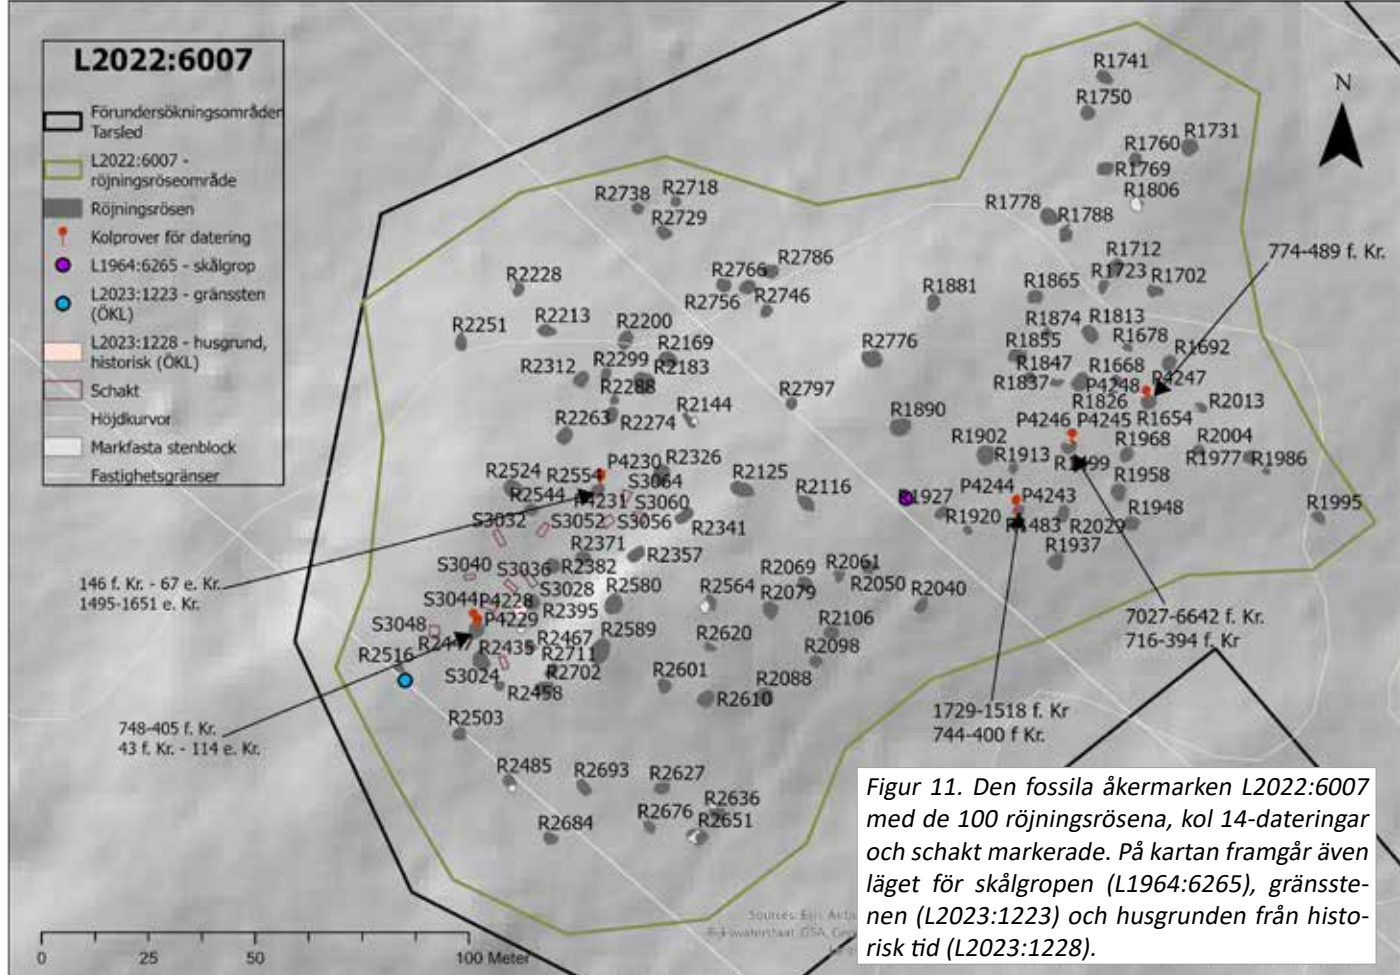 L2022:6007
Förundersökningsområden
Tarsled
L2022:6007 -
röjningsröseområde
Röjningsrösen
Kolprover för datering
L1964:6265 - skålgrop
L2023:1223 - gränssten
(ÖKL)
L2023:1228 - husgrund,
historisk (ÖKL)
Schakt
Höjdkurvor
Markfasta stenblock
Fastighetsgränser
N
R1741
R1750
R1760 R1731
R1769
R1806
R1778
R1788
R2738 R2718
R2729
R1712
774-489 f. Kr.
R2786
R2766
R2228
R1865 R1723 R1702
R2756 R2746
R1881
R2251 R2213
R2200
R1874 R1813
R1678
R2169
R2776
R1855
R1692
R2312 R2299 R2183
R1847 R1668
R1837 P4248 P4247
R2288
R1826 R1654 R2013
R2797
R2144
R2263 R2274
R1890
P4246 P4245
R1968 R2004
R1902
R1913
R1977 R1986
R2524 R2554 P4230 R2326
R2125
R1958
S3064
R2544 P4231 S3060
R2116
P4244 P4243
R1927
R1995
S3032 S3052 S3056
R2341
R1920
R2029 R1948
R2371
R2357
R1937
S3040 S3036 R2382
R2069 R2061
R2050
146 f. Kr. - 67 e. Kr.
1495-1651 e. Kr.
S3028 R2580
R2564
R2079
R2040
S3044 P4228
R2395
P4229
S3048
R2447
R2106
7027-6642 f. Kr.
716-394 f. Kr
R2467 R2589
R2620
R2516 R2435 R2711
R2098
S3024 R2702
R2601
R2458
R2610 R2088
R2503
748-405 f. Kr.
43 f. Kr. - 114 e. Kr.
1729-1518 f. Kr
744-400 f Kr.
R2485 R2693 R2627
R2636
R2676
R2684 R2651
0 25 50 100 Meter
Figur 11. Den fossila åkermarken L2022:6007
med de 100 röjningsrösena, kol 14-dateringar
och schakt markerade. På kartan framgår även
läget för skålgropen (L1964:6265), gränsste-
nen (L2023:1223) och husgrunden från histo-
risk tid (L2023:1228).